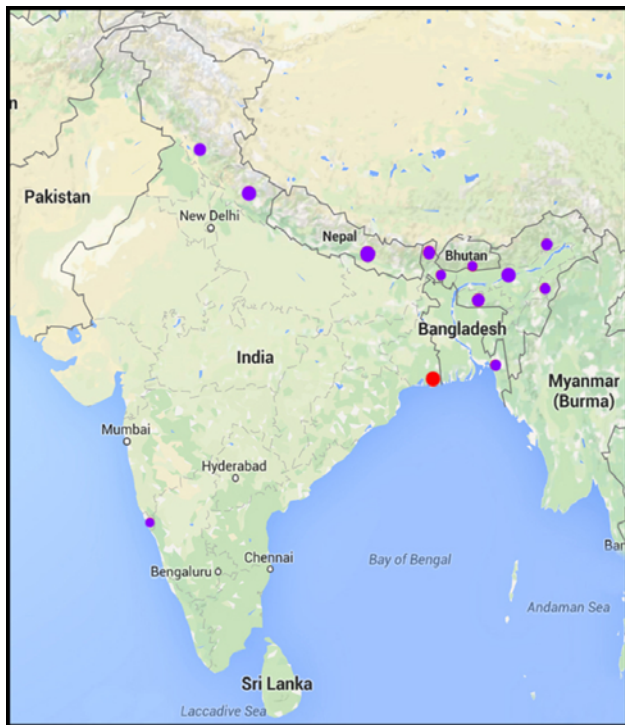 n
Pakistan
New Delhi
Nepal
Bhutan
Bangladesh
India
Myanmar
(Burma)
Mumbai
Hyderabad
Bay of Bengal
Ban
Chennai
Bengaluru
Andaman Sea
Sri Lanka
Laccadive Sea